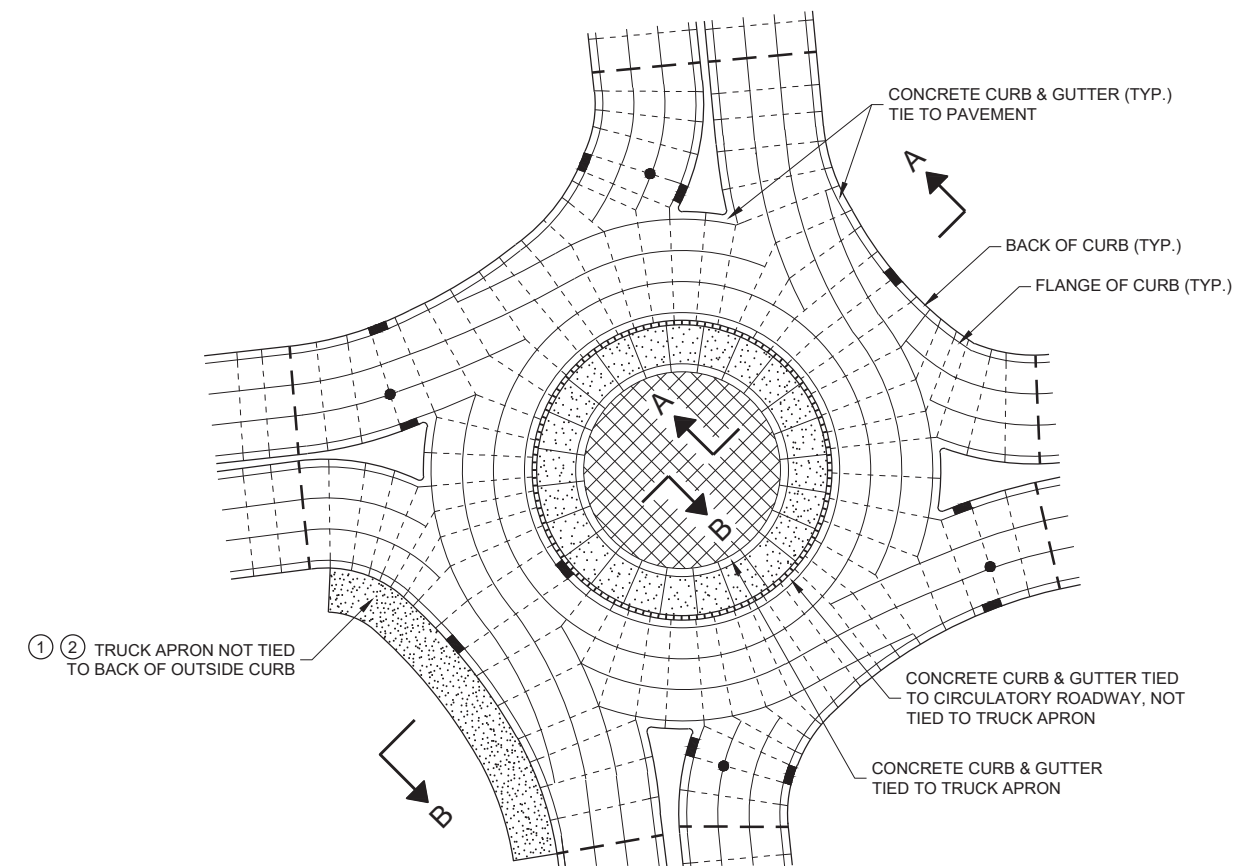 CONCRETE CURB & GUTTER (TYP.)
TIE TO PAVEMENT
A
BACK OF CURB (TYP.)
FLANGE OF CURB (TYP.)
A
B
1 2 TRUCK APRON NOT TIED
TO BACK OF OUTSIDE CURB
CONCRETE CURB & GUTTER TIED
TO CIRCULATORY ROADWAY, NOT
TIED TO TRUCK APRON
CONCRETE CURB & GUTTER
TIED TO TRUCK APRON
B